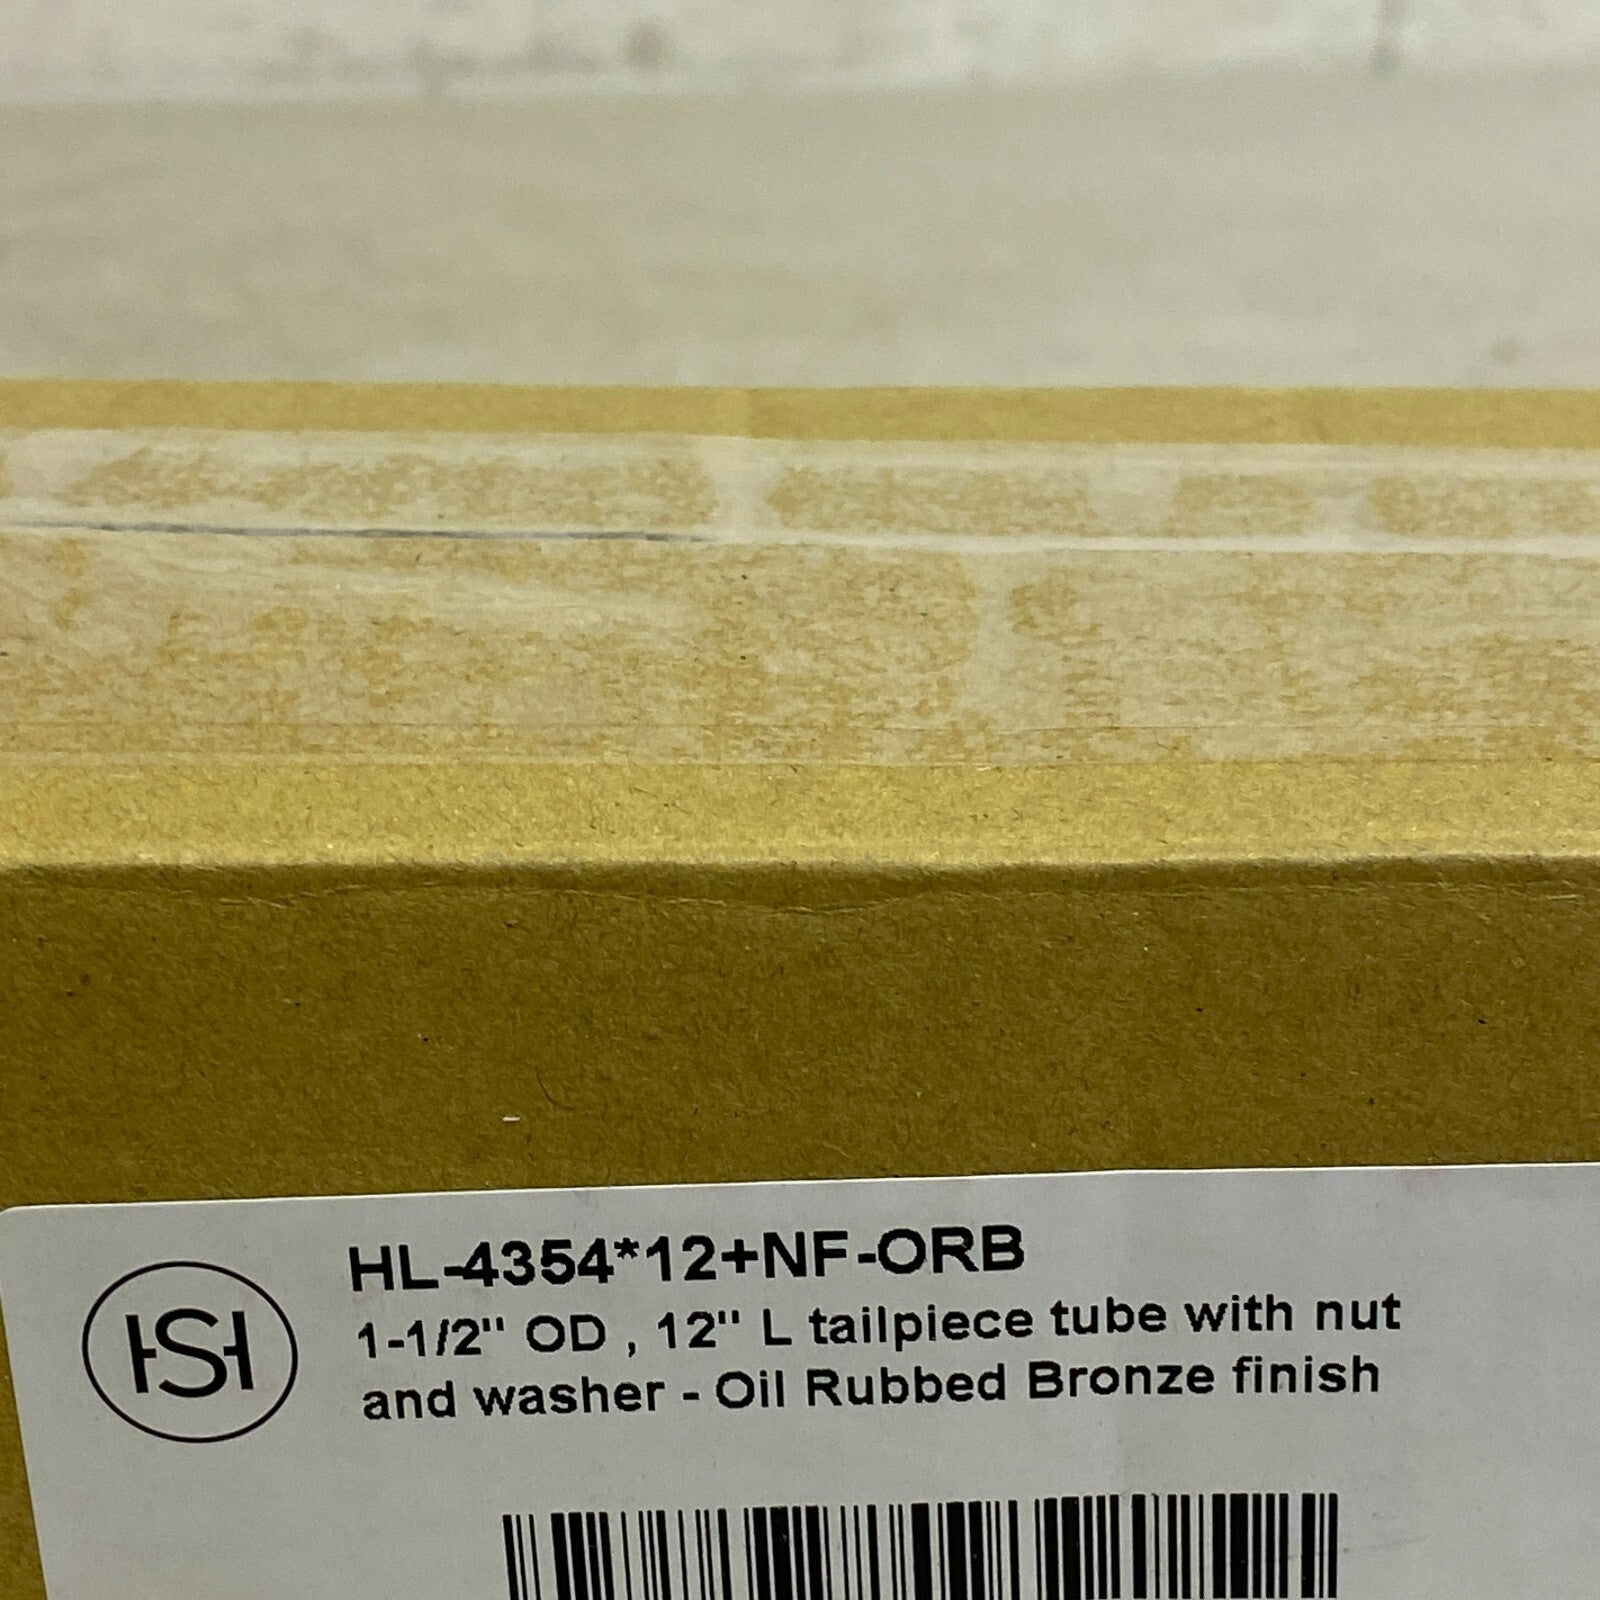 HSH
HL-4354*12+NF-ORB
1-1/2" OD , 12" L tailpiece tube with nut
and washer - Oil Rubbed Bronze finish